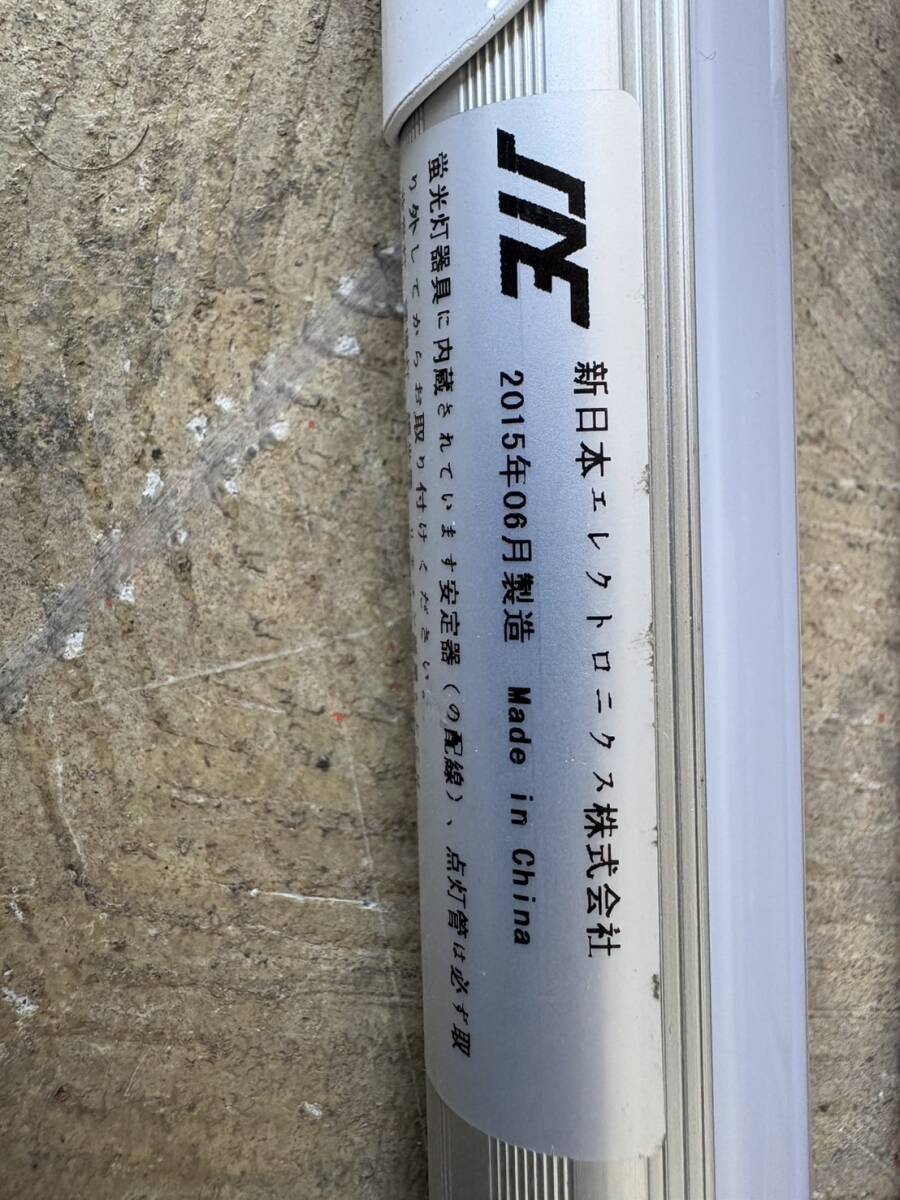 新日本エレクトロニクス株式会社
2015年06月製造 Made in China
蛍光灯器具に内蔵されています安定器(の配線)、点灯管は必ず取
り外してからお取り付けください。